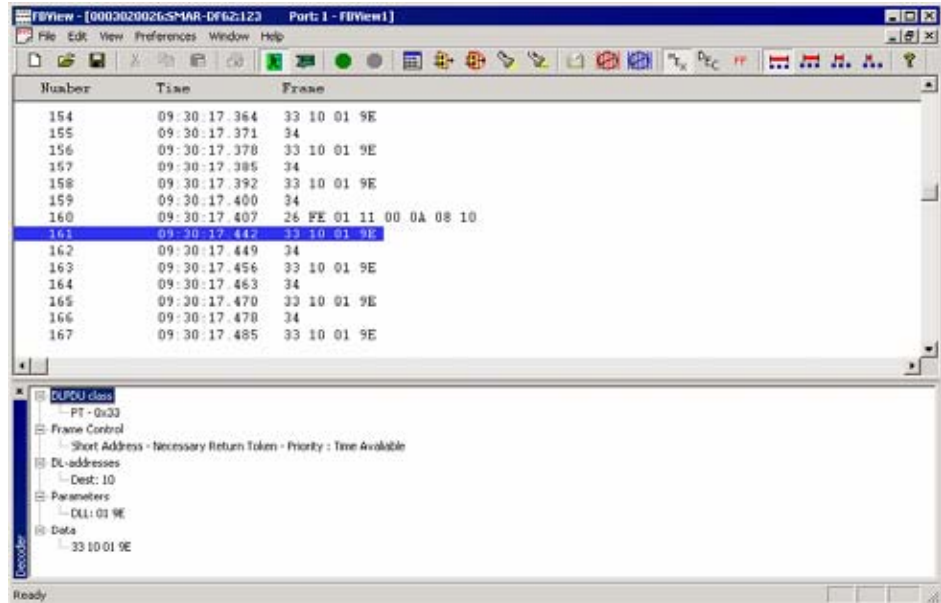 FBView - [0003020026:SMAR-DF62:123 Port: 1 - FBView1]
File Edit View Preferences Window Help
Number Time Frame
154 09:30:17.364 33 10 01 9E
155 09:30:17.371 34
156 09:30:17.378 33 10 01 9E
157 09:30:17.385 34
158 09:30:17.392 33 10 01 9E
159 09:30:17.400 34
160 09:30:17.407 26 FE 01 11 00 0A 08 10
161 09:30:17.442 33 10 01 9E
162 09:30:17.449 34
163 09:30:17.456 33 10 01 9E
164 09:30:17.463 34
165 09:30:17.470 33 10 01 9E
166 09:30:17.478 34
167 09:30:17.485 33 10 01 9E
DLPDU class
PT - 0x33
Frame Control
Short Address - Necessary Return Token - Priority : Time Available
DL-addresses
Dest: 10
Parameters
DLL: 01 9E
Data
33 10 01 9E
Decoder
Ready